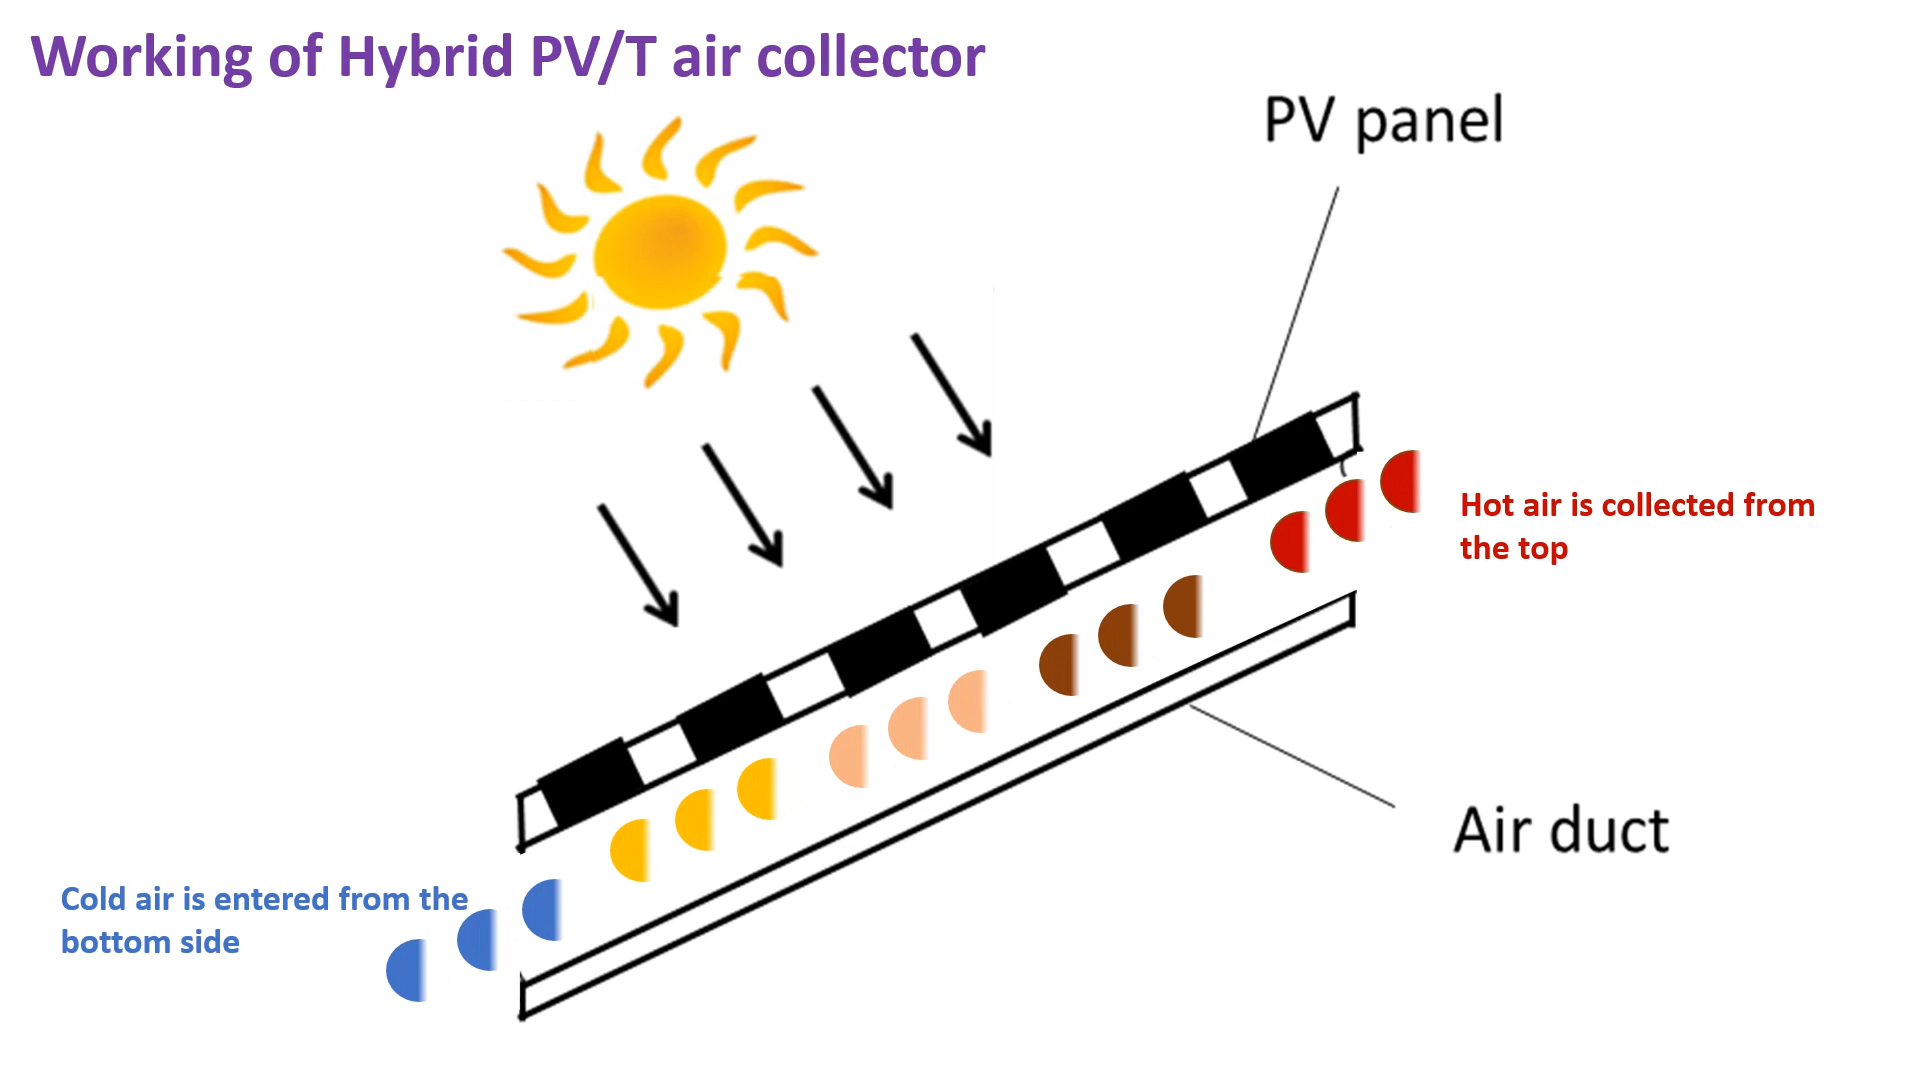 Working of Hybrid PV/T air collector
PV panel
Hot air is collected from
the top
Air duct
Cold air is entered from the
bottom side